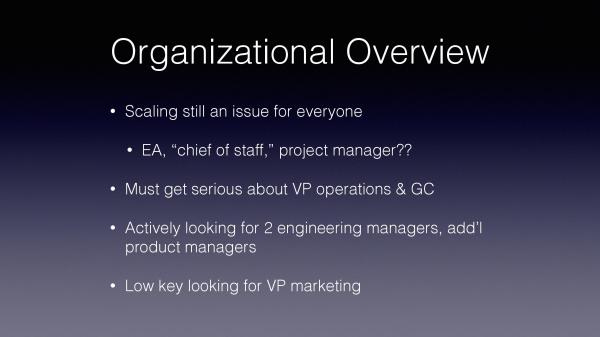 Organizational Overview
• Scaling still an issue for everyone
• EA, “chief of staff,” project manager??
• Must get serious about VP operations & GC
• Actively looking for 2 engineering managers, add’l
product managers
• Low key looking for VP marketing